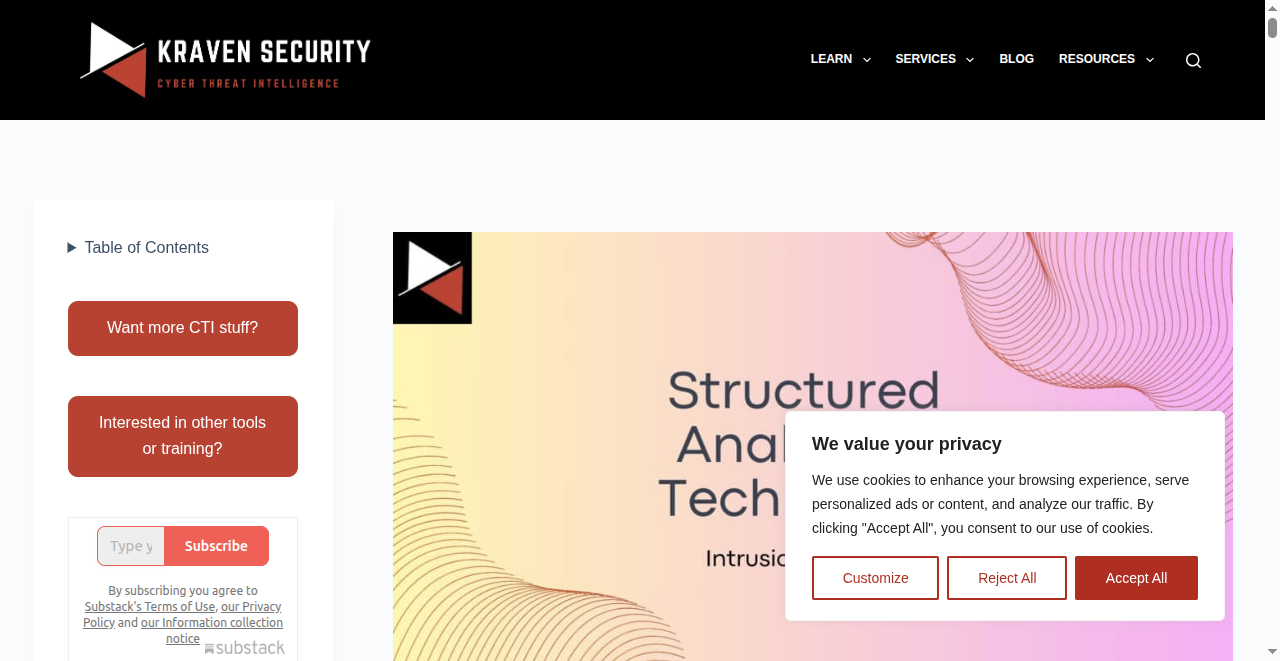 KRAVEN SECURITY
CYBER THREAT INTELLIGENCE
LEARN
SERVICES
BLOG
RESOURCES
Table of Contents
Want more CTI stuff?
Interested in other tools
or training?
Type y
Subscribe
By subscribing you agree to
Substack's Terms of Use, our Privacy
Policy and our Information collection
notice
substack
Structured
Anal
Tech
Intrusio
We value your privacy
We use cookies to enhance your browsing experience, serve
personalized ads or content, and analyze our traffic. By
clicking "Accept All", you consent to our use of cookies.
Customize
Reject All
Accept All